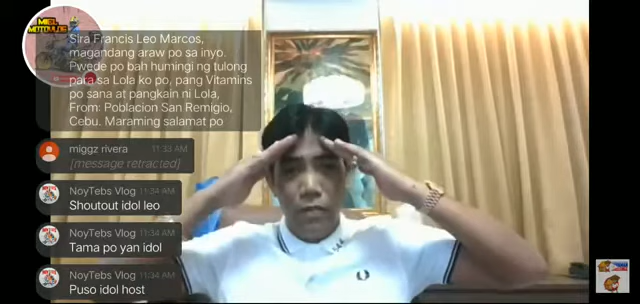 MIEL
MOTOVLOG
Sira Francis Leo Marcos,
magandang araw po sa inyo.
Pwede po bah humingi ng tulong
para sa Lola ko po, pang Vitamins
po sana at pangkain ni Lola,
From: Poblacion San Remigio,
Cebu. Maraming salamat po
miggz rivera 11:33 AM
[message retracted]
NoyTebs Vlog 11:34 AM
Shoutout idol leo
NoyTebs Vlog 11:34 AM
Tama po yan idol
NoyTebs Vlog 11:34 AM
Puso idol host